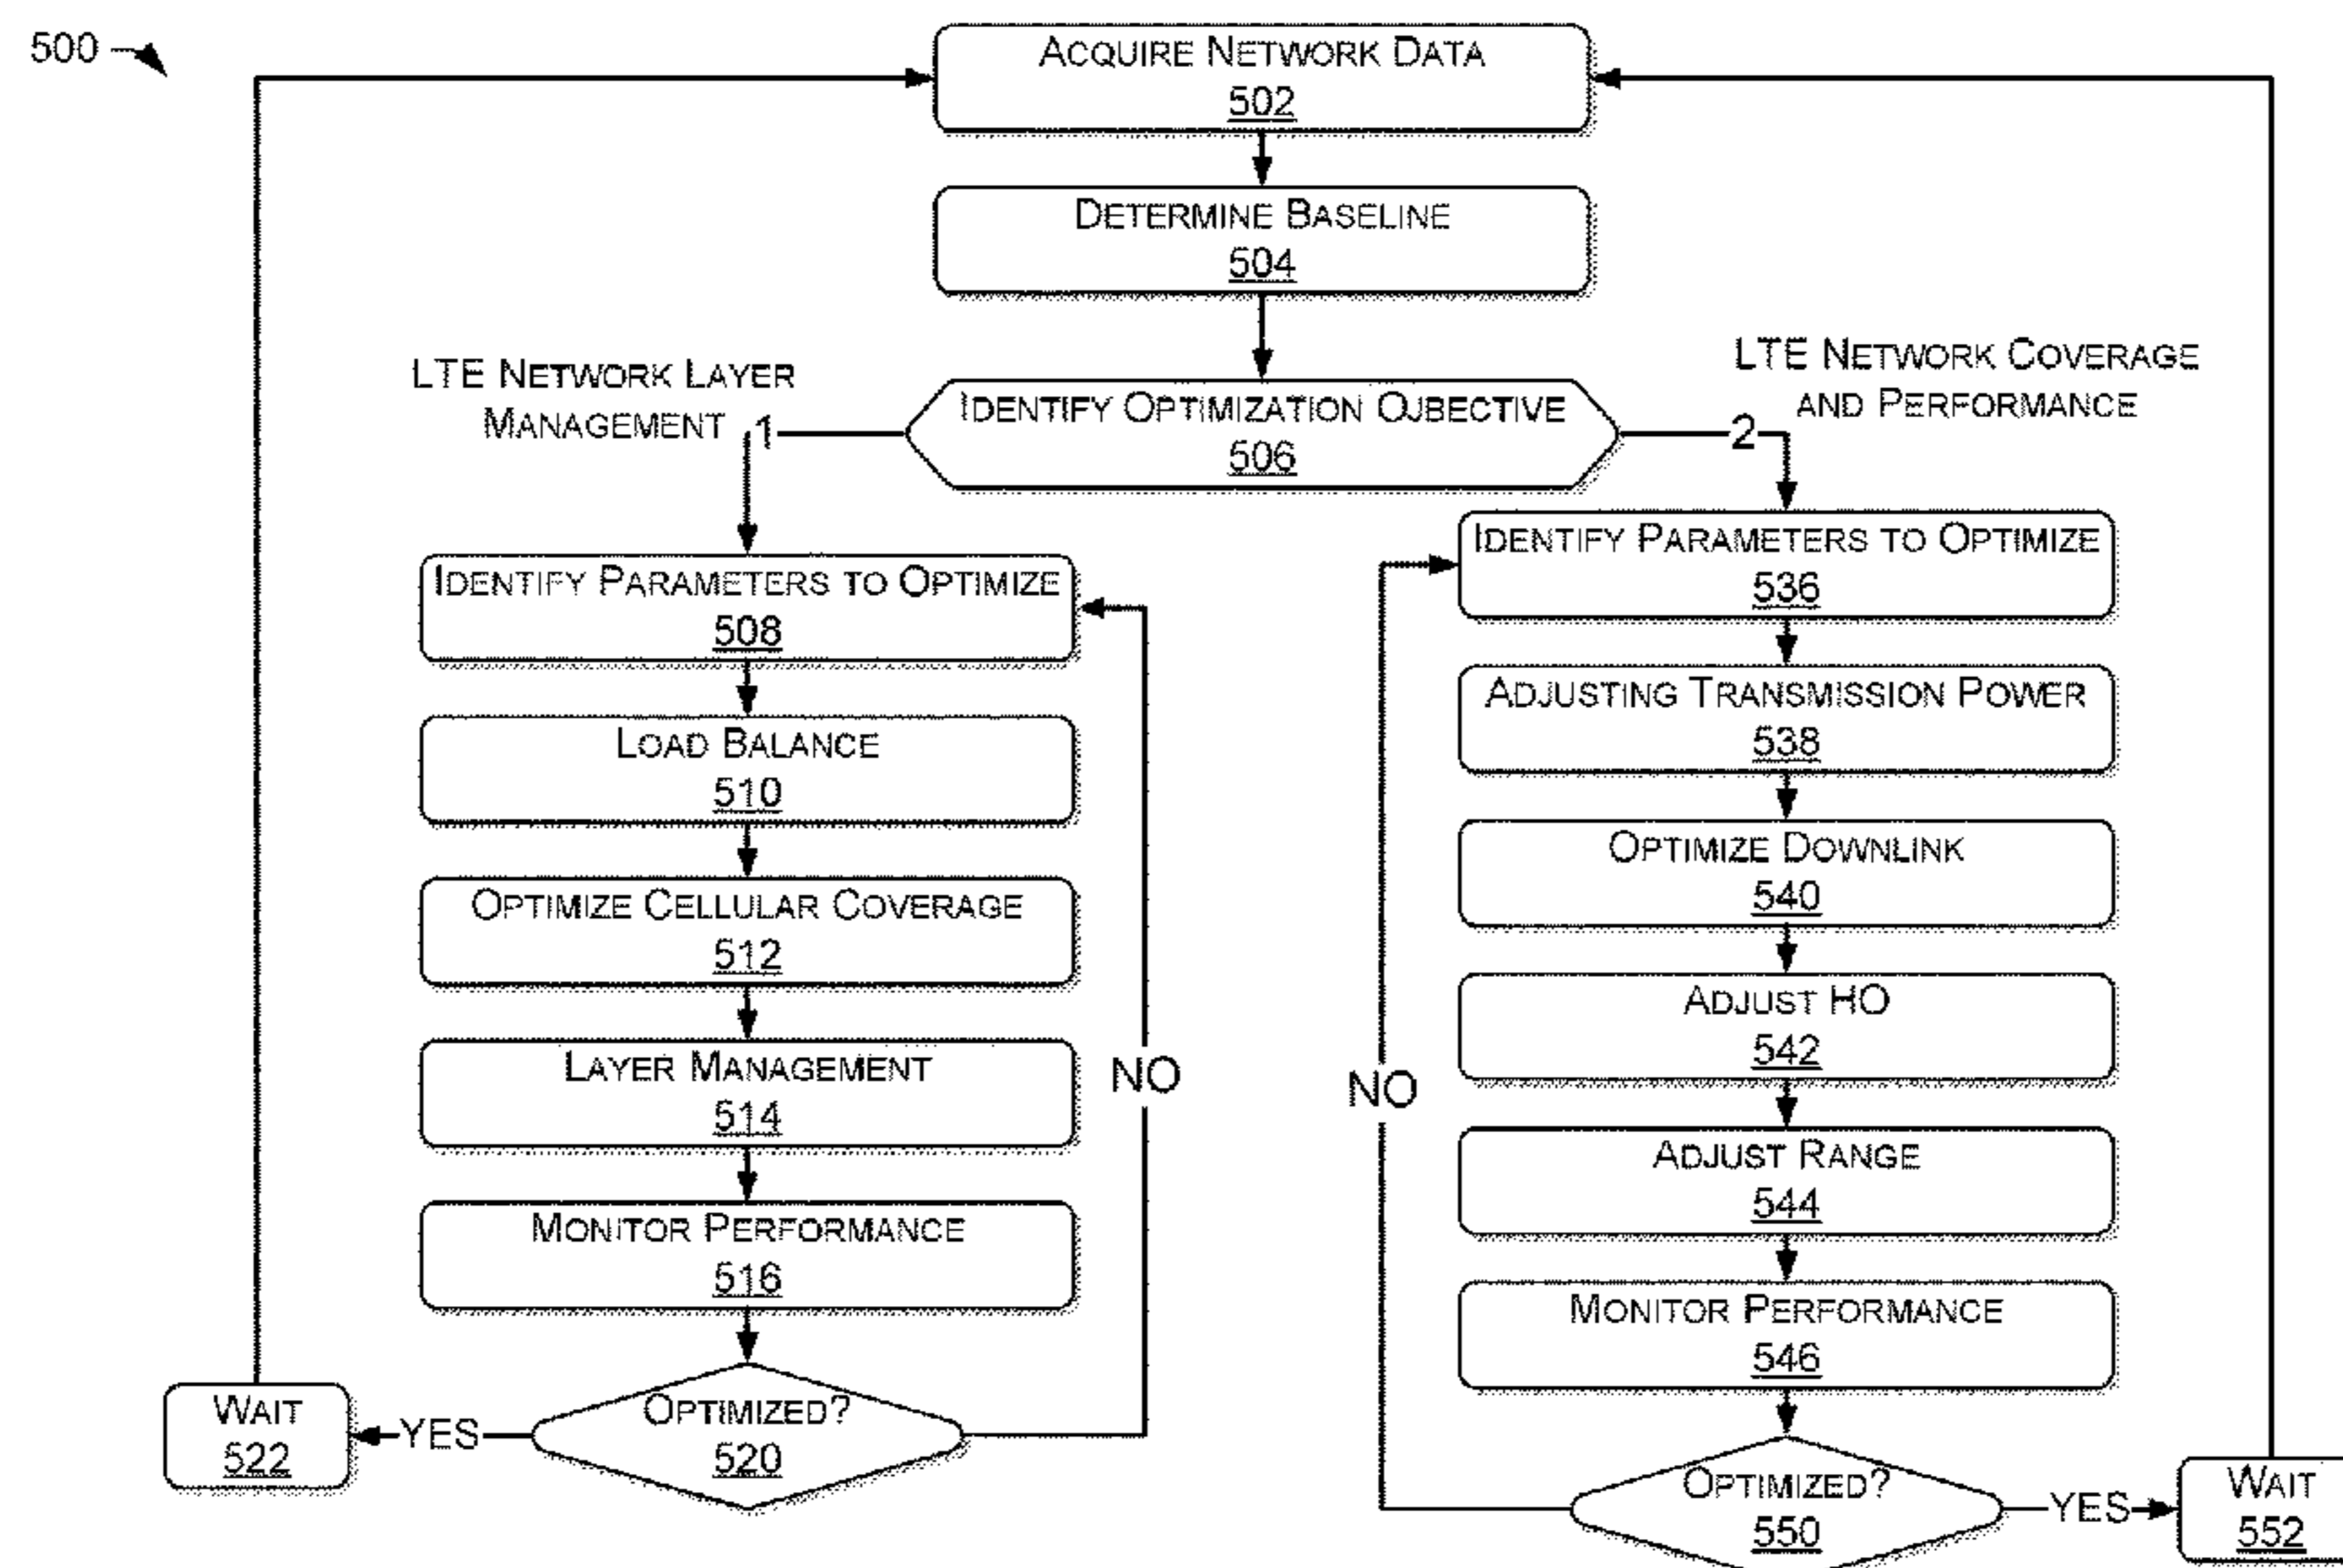 500
ACQUIRE NETWORK DATA
502
DETERMINE BASELINE
504
LTE NETWORK LAYER
MANAGEMENT
1
IDENTIFY OPTIMIZATION OJBECTIVE
506
2
LTE NETWORK COVERAGE
AND PERFORMANCE
IDENTIFY PARAMETERS TO OPTIMIZE
508
LOAD BALANCE
510
OPTIMIZE CELLULAR COVERAGE
512
LAYER MANAGEMENT
514
MONITOR PERFORMANCE
516
OPTIMIZED?
520
NO
YES
WAIT
522
IDENTIFY PARAMETERS TO OPTIMIZE
536
ADJUSTING TRANSMISSION POWER
538
OPTIMIZE DOWNLINK
540
ADJUST HO
542
ADJUST RANGE
544
MONITOR PERFORMANCE
546
OPTIMIZED?
550
NO
YES
WAIT
552